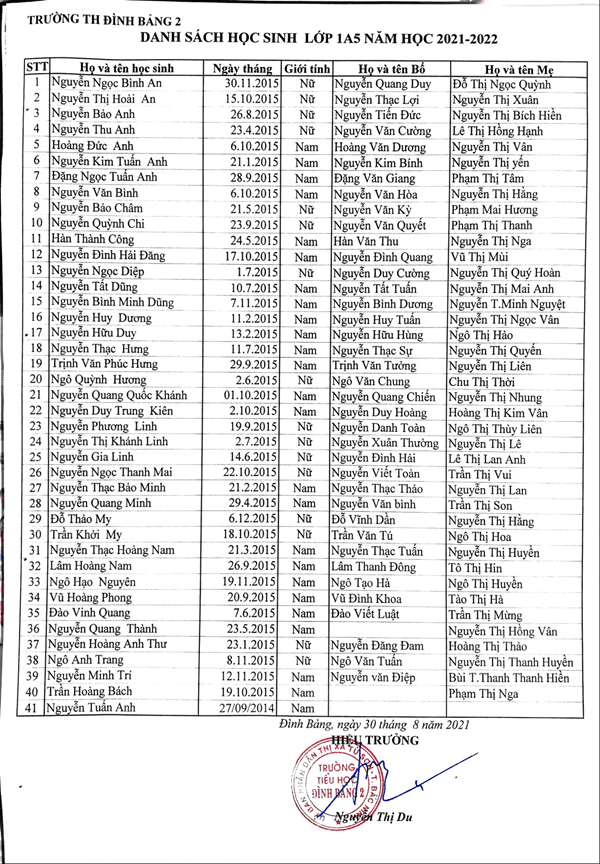 TRƯỜNG TH ĐÌNH BẢNG 2
DANH SÁCH HỌC SINH LỚP 1A5 NĂM HỌC 2021-2022
STT Họ và tên học sinh Ngày tháng Giới tính Họ và tên Bố Họ và tên Mẹ
1 Nguyễn Ngọc Bình An 30.11.2015 Nữ Nguyễn Quang Duy Đỗ Thị Ngọc Quỳnh
2 Nguyễn Thị Hoài An 15.10.2015 Nữ Nguyễn Thạc Lợi Nguyễn Thị Xuân
3 Nguyễn Bảo Anh 26.8.2015 Nữ Nguyễn Tiến Đức Nguyễn Thị Bích Hiền
4 Nguyễn Thu Anh 23.4.2015 Nữ Nguyễn Văn Cường Lê Thị Hồng Hạnh
5 Hoàng Đức Anh 6.10.2015 Nam Hoàng Văn Dương Nguyễn Thị Vân
6 Nguyễn Kim Tuấn Anh 21.1.2015 Nam Nguyễn Kim Bính Nguyễn Thị yến
7 Đặng Ngọc Tuấn Anh 28.9.2015 Nam Đặng Văn Giang Phạm Thị Tâm
8 Nguyễn Văn Bình 6.10.2015 Nam Nguyễn Văn Hòa Nguyễn Thị Hằng
9 Nguyễn Bảo Châm 21.5.2015 Nữ Nguyễn Văn Kỳ Phạm Mai Hương
10 Nguyễn Quỳnh Chi 23.9.2015 Nữ Nguyễn Văn Quyết Phạm Thị Thanh
11 Hàn Thành Công 24.5.2015 Nam Hàn Văn Thu Nguyễn Thị Nga
12 Nguyễn Đình Hải Đăng 17.10.2015 Nam Nguyễn Đình Quang Vũ Thị Mùi
13 Nguyễn Ngọc Diệp 1.7.2015 Nữ Nguyễn Duy Cường Nguyễn Thị Quý Hoàn
14 Nguyễn Tất Dũng 10.7.2015 Nam Nguyễn Tất Tuấn Nguyễn Thị Mai Anh
15 Nguyễn Bình Minh Dũng 7.11.2015 Nam Nguyễn Bình Dương Nguyễn T.Minh Nguyệt
16 Nguyễn Huy Dương 11.2.2015 Nam Nguyễn Huy Tuấn Nguyễn Thị Ngọc Vân
17 Nguyễn Hữu Duy 13.2.2015 Nam Nguyễn Hữu Hùng Ngô Thị Hảo
18 Nguyễn Thạc Hưng 11.7.2015 Nam Nguyễn Thạc Sự Nguyễn Thị Quyến
19 Trịnh Văn Phúc Hưng 29.9.2015 Nam Trịnh Văn Tưởng Nguyễn Thị Liên
20 Ngô Quỳnh Hương 2.6.2015 Nữ Ngô Văn Chung Chu Thị Thời
21 Nguyễn Quang Quốc Khánh 01.10.2015 Nam Nguyễn Quang Chiến Nguyễn Thị Nhung
22 Nguyễn Duy Trung Kiên 2.10.2015 Nam Nguyễn Duy Hoàng Hoàng Thị Kim Vân
23 Nguyễn Phương Linh 19.9.2015 Nữ Nguyễn Danh Toàn Ngô Thị Thùy Liên
24 Nguyễn Thị Khánh Linh 2.7.2015 Nữ Nguyễn Xuân Thường Nguyễn Thị Lê
25 Nguyễn Gia Linh 14.6.2015 Nữ Nguyễn Đình Hải Lê Thị Lan Anh
26 Nguyễn Ngọc Thanh Mai 22.10.2015 Nữ Nguyễn Viết Toàn Trần Thị Vui
27 Nguyễn Thạc Bảo Minh 21.2.2015 Nam Nguyễn Thạc Thảo Nguyễn Thị Lan
28 Nguyễn Quang Minh 29.4.2015 Nam Nguyễn Văn bình Trần Thị Son
29 Đỗ Thảo My 6.12.2015 Nữ Đỗ Vĩnh Dần Nguyễn Thị Hằng
30 Trần Khởi My 18.10.2015 Nữ Trần Văn Tú Ngô Thị Hoa
31 Nguyễn Thạc Hoàng Nam 21.3.2015 Nam Nguyễn Thạc Tuấn Nguyễn Thị Huyền
32 Lâm Hoàng Nam 26.9.2015 Nam Lâm Thanh Đông Tô Thị Hin
33 Ngô Hạo Nguyên 19.11.2015 Nam Ngô Tạo Hà Ngô Thị Huyền
34 Vũ Hoàng Phong 20.9.2015 Nam Vũ Đình Khoa Tào Thị Hà
35 Đào Vinh Quang 7.6.2015 Nam Đào Viết Luật Trần Thị Mừng
36 Nguyễn Quang Thành 23.5.2015 Nam Nguyễn Thị Hồng Vân
37 Nguyễn Hoàng Anh Thư 23.1.2015 Nữ Nguyễn Đăng Đam Hoàng Thị Thảo
38 Ngô Anh Trang 8.11.2015 Nữ Ngô Văn Tuấn Nguyễn Thị Thanh Huyền
39 Nguyễn Minh Trí 12.11.2015 Nam Nguyễn văn Điệp Bùi T.Thanh Thanh Hiền
40 Trần Hoàng Bách 19.10.2015 Nam Phạm Thị Nga
41 Nguyễn Tuấn Anh 27/09/2014 Nam
Đình Bảng, ngày 30 tháng 8 năm 2021
HIỆU TRƯỞNG
TRƯỜNG
TIỂU HỌC
ĐÌNH BẢNG 2
Nguyễn Thị Du